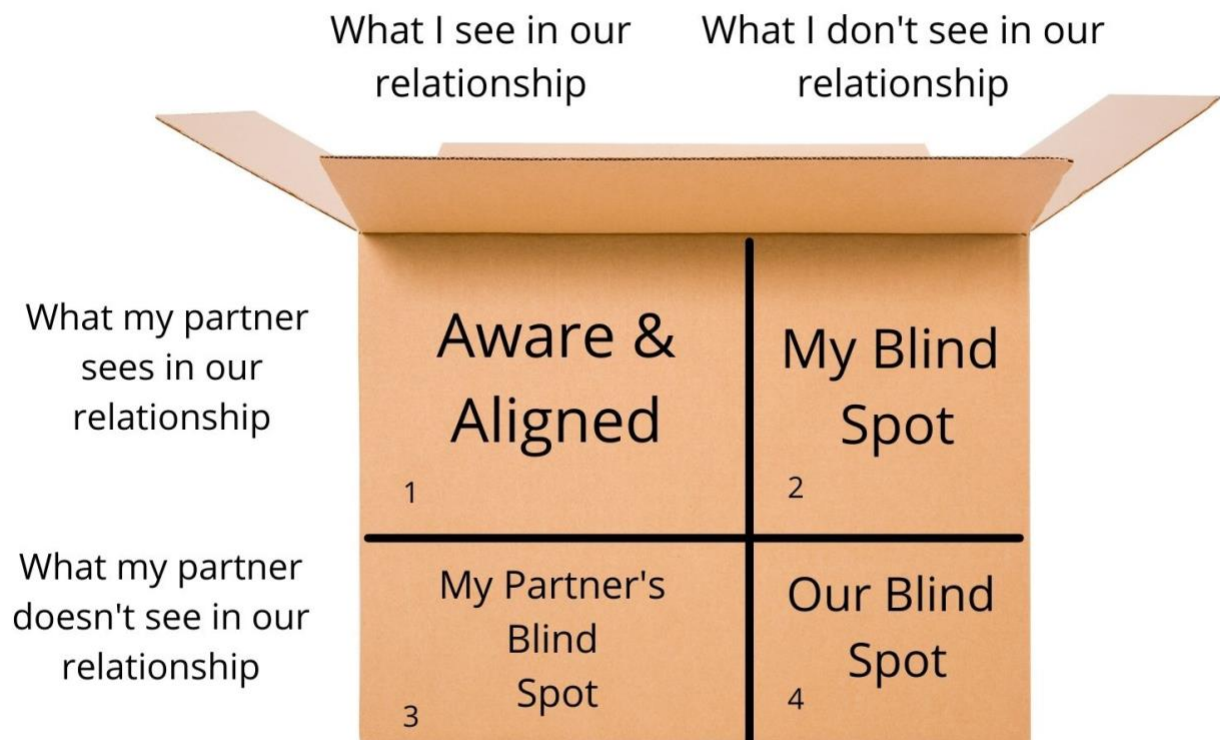 What I see in our
relationship
What I don't see in our
relationship
What my partner
sees in our
relationship
Aware &
Aligned
1
My Blind
Spot
2
What my partner
doesn't see in our
relationship
My Partner's
Blind
Spot
3
Our Blind
Spot
4